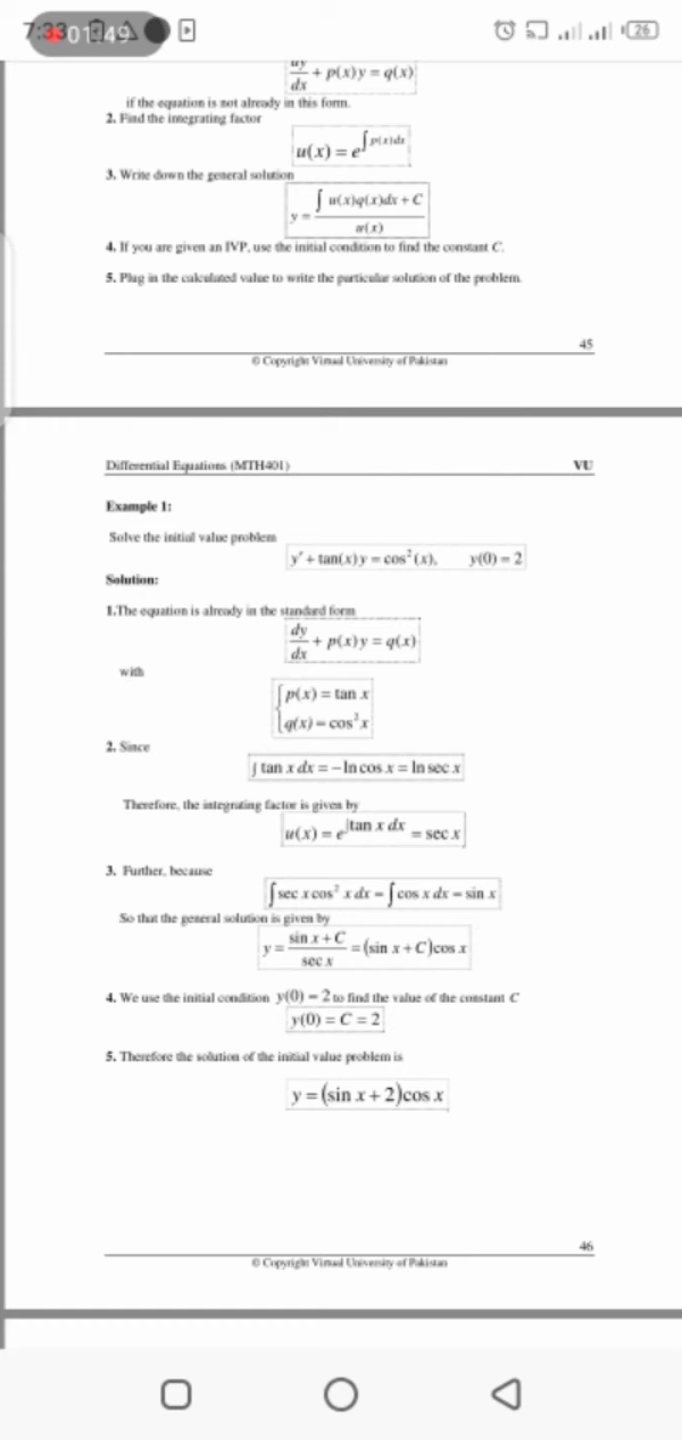 01:49
26
dy/dx + p(x)y = q(x)
if the equation is not already in this form.
2. Find the integrating factor
u(x) = e^{∫p(x)dx}
3. Write down the general solution
y = (∫ u(x)q(x)dx + C) / u(x)
4. If you are given an IVP, use the initial condition to find the constant C.
5. Plug in the calculated value to write the particular solution of the problem.
45
© Copyright Virtual University of Pakistan
Differential Equations (MTH401) VU
Example 1:
Solve the initial value problem
y′ + tan(x) y = cos²(x), y(0) = 2
Solution:
1.The equation is already in the standard form
dy/dx + p(x)y = q(x)
with
p(x) = tan x
q(x) = cos²x
2. Since
∫ tan x dx = −ln cos x = ln sec x
Therefore, the integrating factor is given by
u(x) = e^{∫tan x dx} = sec x
3. Further, because
∫ sec x cos² x dx = ∫ cos x dx = sin x
So that the general solution is given by
y = (sin x + C)/sec x = (sin x + C)cos x
4. We use the initial condition y(0) = 2 to find the value of the constant C
y(0) = C = 2
5. Therefore the solution of the initial value problem is
y = (sin x + 2)cos x
46
© Copyright Virtual University of Pakistan